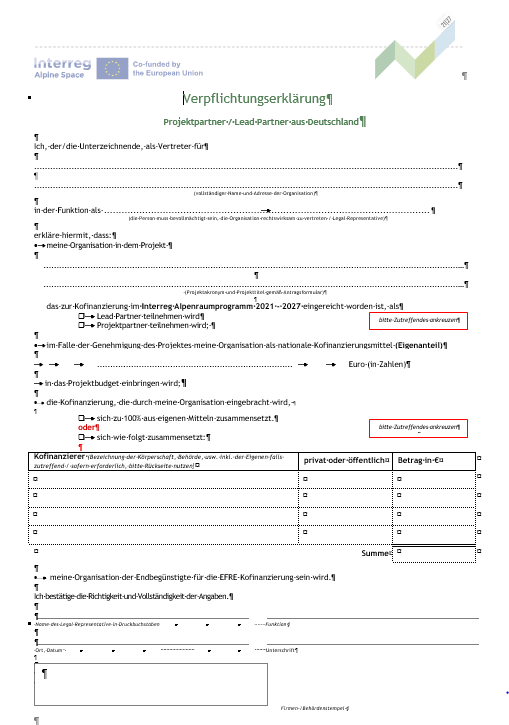 2027
Interreg
Alpine Space
Co-funded by
the European Union
¶
Verpflichtungserklärung¶
Projektpartner·/·Lead·Partner·aus·Deutschland¶
¶
Ich,·der/die·Unterzeichnende,·als·Vertreter·für¶
¶
................................................................¶
¶
................................................................¶
(vollständiger·Name·und·Adresse·der·Organisation)¶
¶
in·der·Funktion·als·................................→................................¶
(die·Person·muss·bevollmächtigt·sein,·die·Organisation·rechtswirksam·zu·vertreten·/·Legal·Representative)¶
¶
erkläre·hiermit,·dass:¶
•→meine·Organisation·in·dem·Projekt·¶
¶
................................................................¶
¶
................................................................¶
(Projektakronym·und·Projekttitel·gemäß·Antragsformular)¶
¶
das·zur·Kofinanzierung·im·Interreg·Alpenraumprogramm·2021·-·2027·eingereicht·worden·ist,·als¶
❑→Lead·Partner·teilnehmen·wird¶
bitte·Zutreffendes·ankreuzen¶
❑→Projektpartner·teilnehmen·wird;·¶
¶
•→im·Falle·der·Genehmigung·des·Projektes·meine·Organisation·als·nationale·Kofinanzierungsmittel·(Eigenanteil)¶
¶
→ → → ................................................ → → Euro·(in·Zahlen)¶
¶
→in·das·Projektbudget·einbringen·wird;¶
¶
•→die·Kofinanzierung,·die·durch·meine·Organisation·eingebracht·wird,·¶
¶
❑→sich·zu·100%·aus·eigenen·Mitteln·zusammensetzt.¶
oder¶
bitte·Zutreffendes·ankreuzen¶
❑→sich·wie·folgt·zusammensetzt:¶
¶
Kofinanzierer·(Bezeichnung·der·Körperschaft,·Behörde,·usw.·inkl.·der·Eigenen·falls·zutreffend·/·sofern·erforderlich,·bitte·Rückseite·nutzen)¤ privat·oder·öffentlich¤ Betrag·in·€¤ ¤
¤ ¤ ¤ ¤
¤ ¤ ¤ ¤
¤ ¤ ¤ ¤
¤ ¤ ¤ ¤
¤ Summe¤ ¤ ¤
¶
•→ meine·Organisation·der·Endbegünstigte·für·die·EFRE·Kofinanzierung·sein·wird.¶
¶
Ich·bestätige·die·Richtigkeit·und·Vollständigkeit·der·Angaben.¶
¶
¶
Name·des·Legal·Representative·in·Druckbuchstaben → → → ·Funktion¶
¶
¶
Ort,·Datum·· → → → → ·Unterschrift¶
¶
¶
Firmen-/Behördenstempel·¶
¶